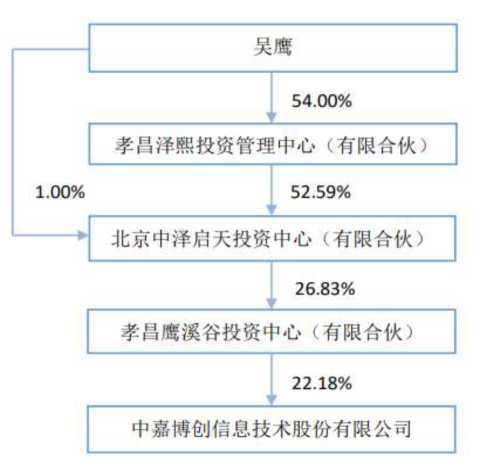 吴鹰
54.00%
孝昌泽熙投资管理中心（有限合伙）
1.00%
52.59%
北京中泽启天投资中心（有限合伙）
26.83%
孝昌鹰溪谷投资中心（有限合伙）
22.18%
中嘉博创信息技术股份有限公司